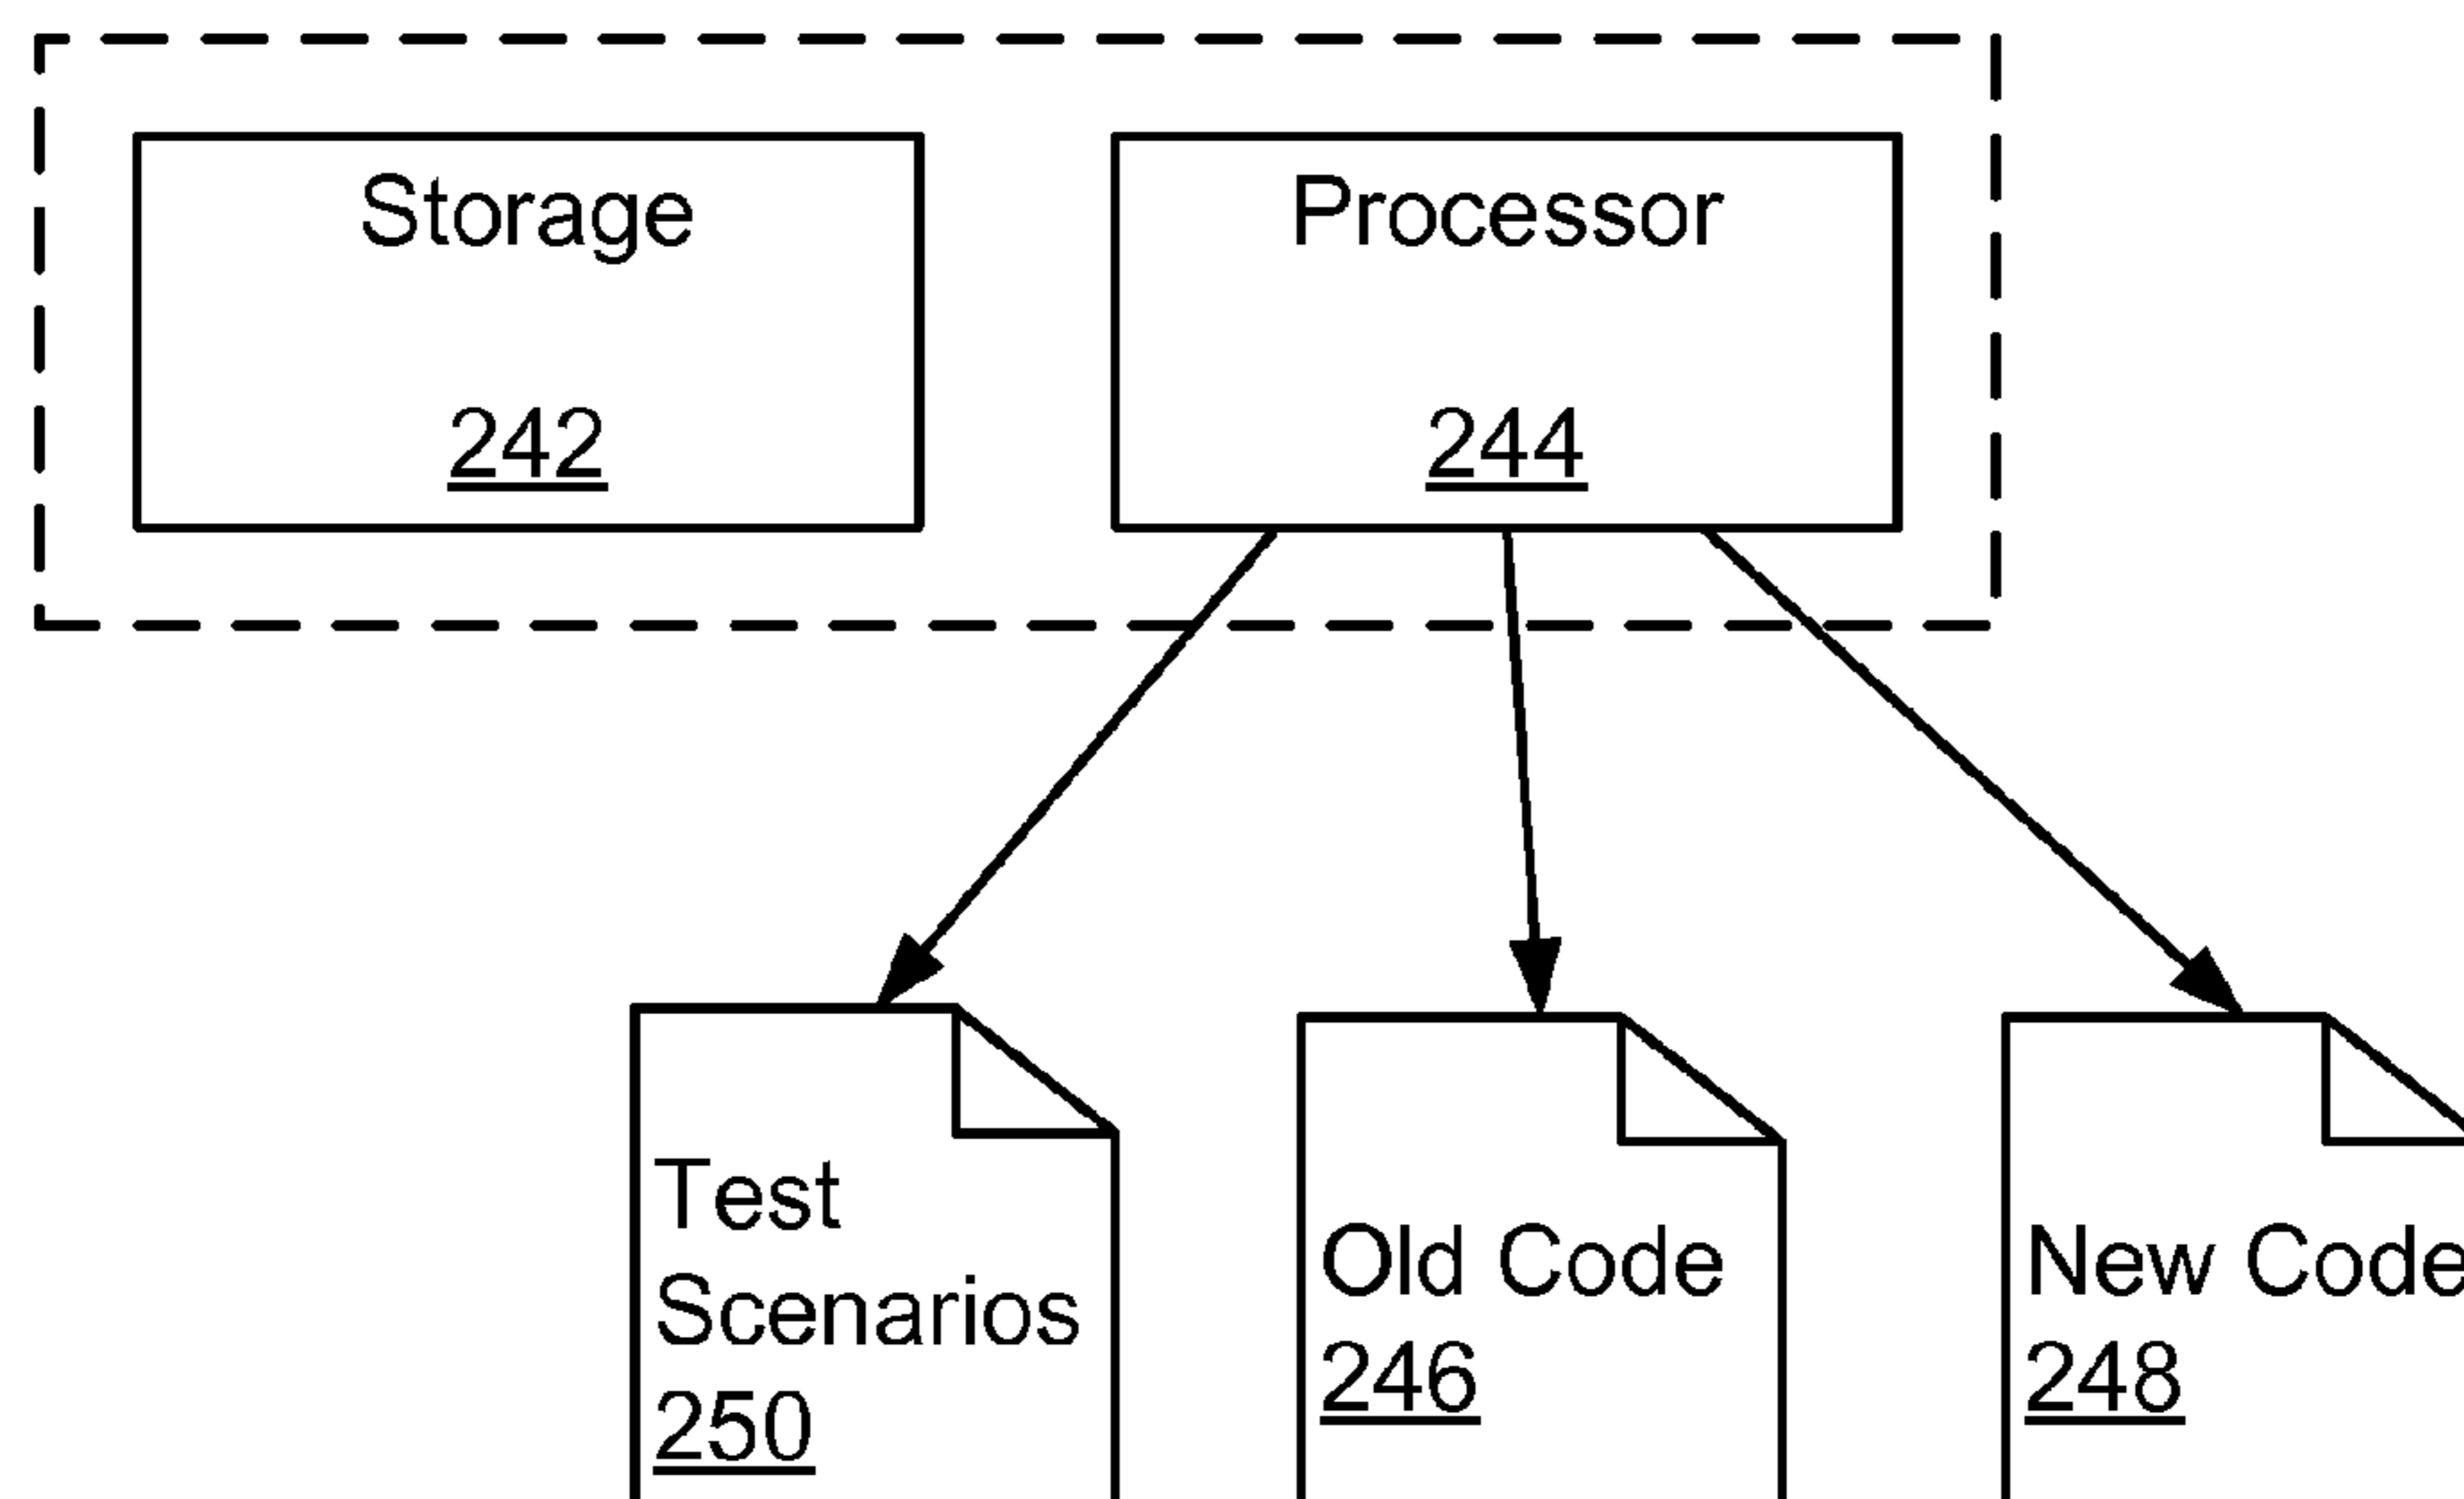 Storage
242
Processor
244
Test
Scenarios
250
Old Code
246
New Code
248